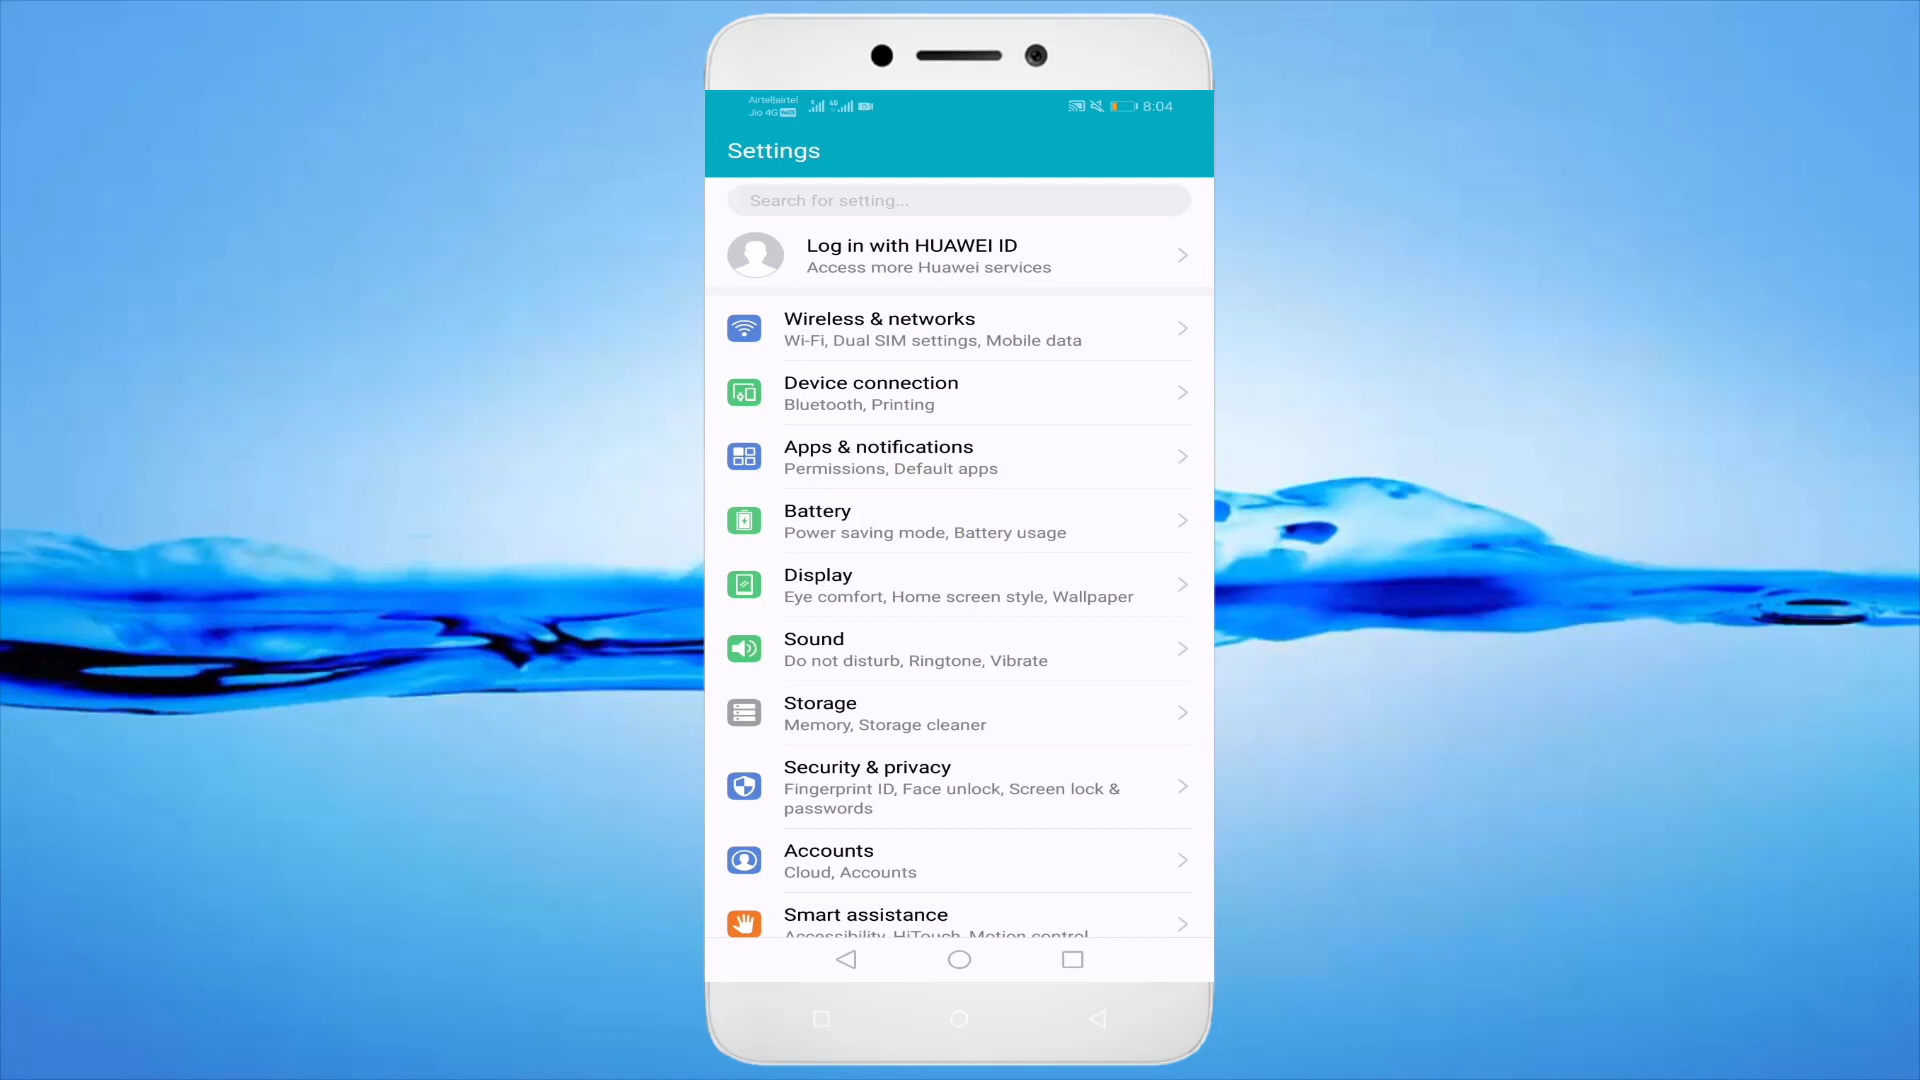 Airtel|airtel
Jio 4G VoLTE
4G
8:04
Settings
Search for setting...
Log in with HUAWEI ID
Access more Huawei services
Wireless & networks
Wi-Fi, Dual SIM settings, Mobile data
Device connection
Bluetooth, Printing
Apps & notifications
Permissions, Default apps
Battery
Power saving mode, Battery usage
Display
Eye comfort, Home screen style, Wallpaper
Sound
Do not disturb, Ringtone, Vibrate
Storage
Memory, Storage cleaner
Security & privacy
Fingerprint ID, Face unlock, Screen lock &
passwords
Accounts
Cloud, Accounts
Smart assistance
Accessibility, HiTouch, Motion control